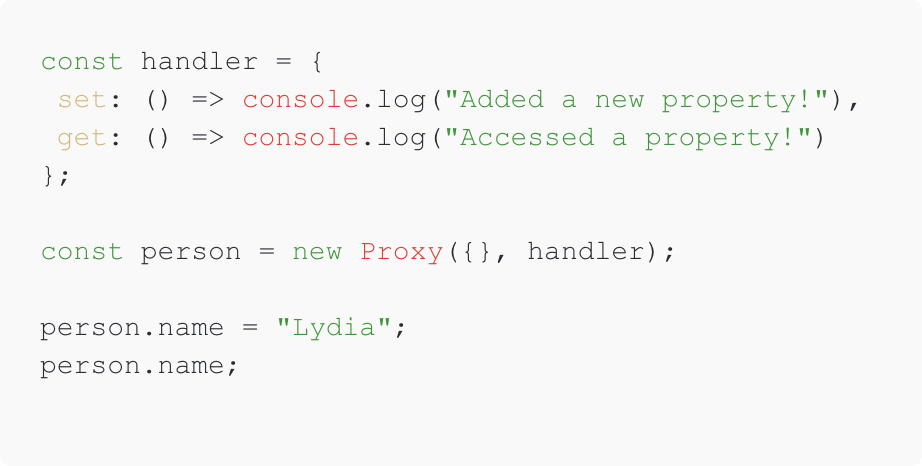 const handler = {
 set: () => console.log("Added a new property!"),
 get: () => console.log("Accessed a property!")
};
const person = new Proxy({}, handler);
person.name = "Lydia";
person.name;